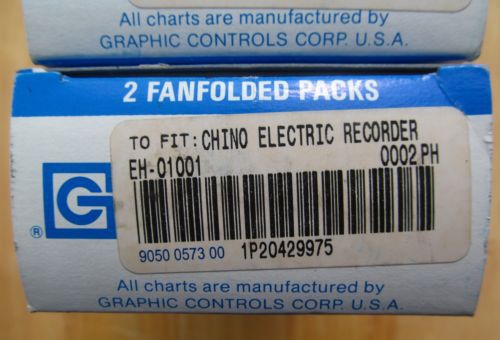 All charts are manufactured by
GRAPHIC CONTROLS CORP. U.S.A.
2 FANFOLDED PACKS
TO FIT: CHINO ELECTRIC RECORDER
EH-01001 0002 PH
G ®
9050 0573 00 1P20429975
All charts are manufactured by
GRAPHIC CONTROLS CORP. U.S.A.